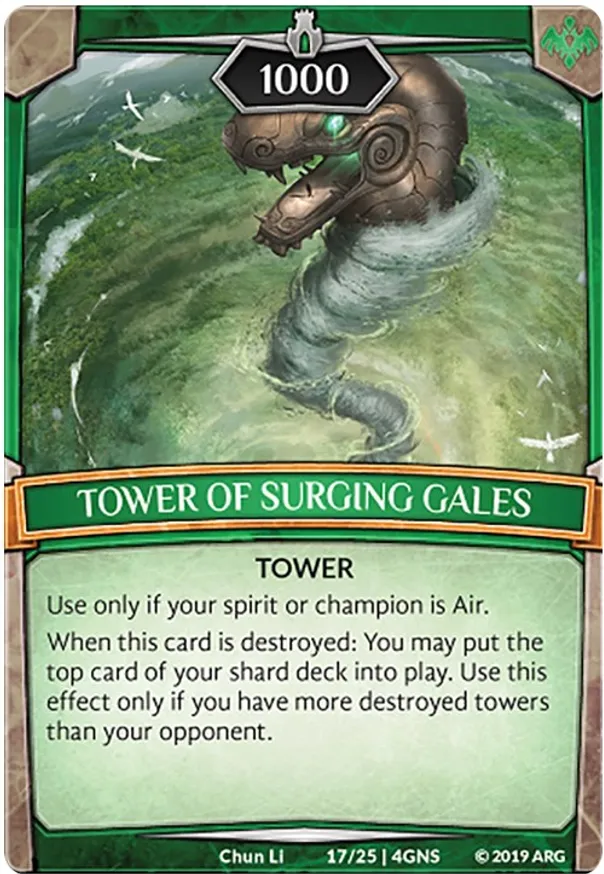 1000
TOWER OF SURGING GALES
TOWER
Use only if your spirit or champion is Air.
When this card is destroyed: You may put the
top card of your shard deck into play. Use this
effect only if you have more destroyed towers
than your opponent.
Chun Li 17/25 | 4GNS © 2019 ARG